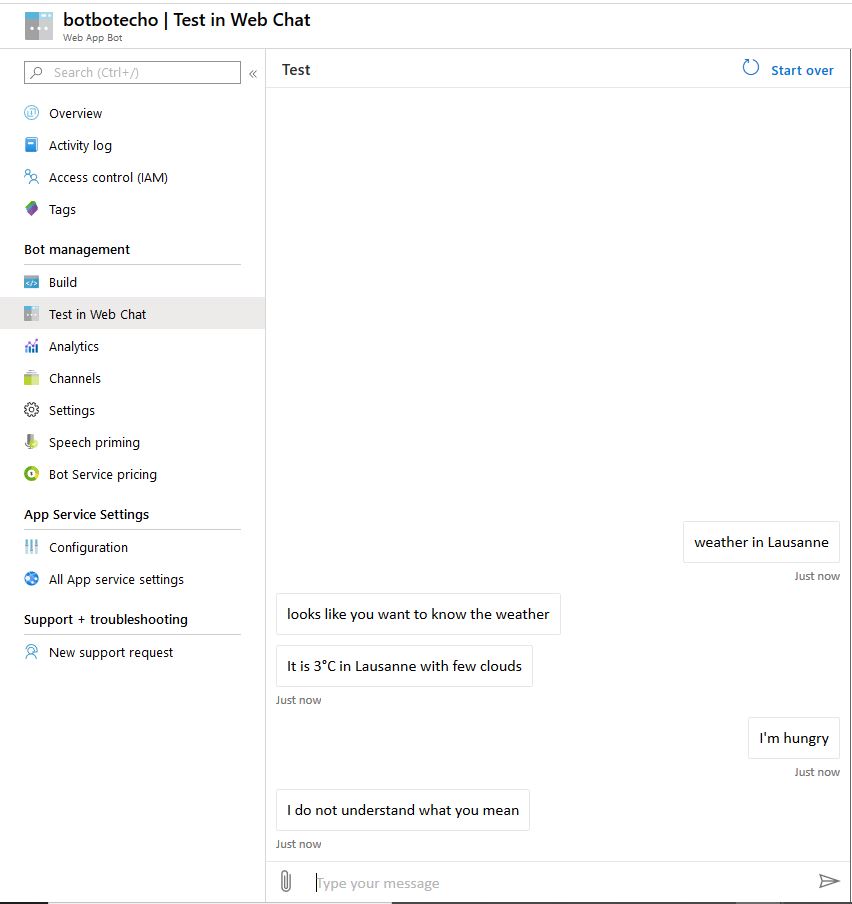 botbotecho | Test in Web Chat
Web App Bot
Search (Ctrl+/)
«
Overview
Activity log
Access control (IAM)
Tags
Bot management
Build
Test in Web Chat
Analytics
Channels
Settings
Speech priming
Bot Service pricing
App Service Settings
Configuration
All App service settings
Support + troubleshooting
New support request
Test
Start over
weather in Lausanne
Just now
looks like you want to know the weather
It is 3°C in Lausanne with few clouds
Just now
I'm hungry
Just now
I do not understand what you mean
Just now
Type your message